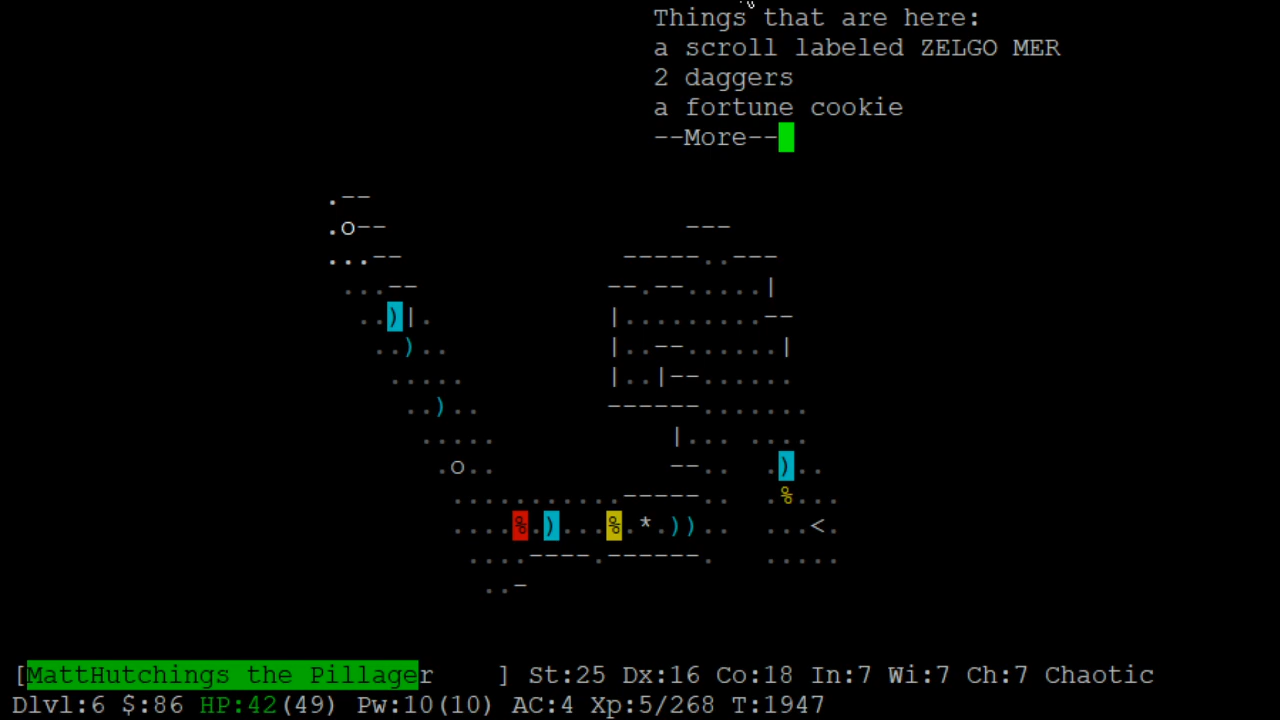 Things that are here:
a scroll labeled ZELGO MER
2 daggers
a fortune cookie
--More--
.--
.o-- ---
...-- -----..---
...-- --.--.....|
..)|. |.........--
..).. |..--......|
..... |..|--......
..).. ------.......
..... |... ....
.o.. --.. .)..
...........-----.. .%...
....%.)...%.*.))..  ...<.
....----.------. .....
..-
[MattHutchings the Pillager ] St:25 Dx:16 Co:18 In:7 Wi:7 Ch:7 Chaotic
Dlvl:6 $:86 HP:42(49) Pw:10(10) AC:4 Xp:5/268 T:1947